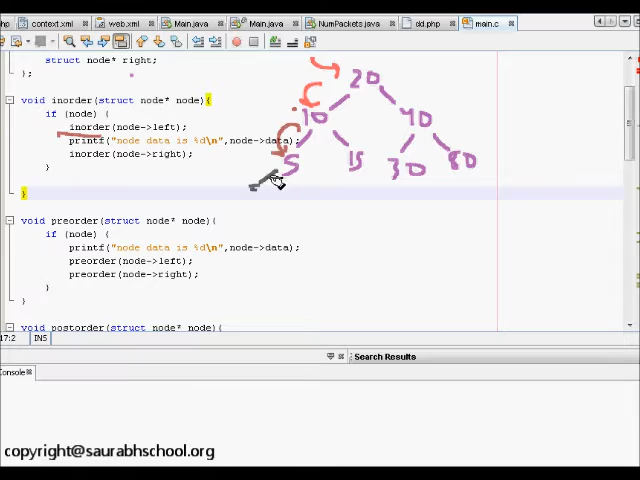 context.xml web.xml Main.java Main.java NumPackets.java dd.php main.c
struct node* right;
};
void inorder(struct node* node){
if (node) {
inorder(node->left);
printf("node data is %d\n",node->data);
inorder(node->right);
}
}
void preorder(struct node* node){
if (node) {
printf("node data is %d\n",node->data);
preorder(node->left);
preorder(node->right);
}
}
void postorder(struct node* node){
20
10 40
5 15 30 80
17:2 INS
Search Results
Console
copyright@saurabhschool.org